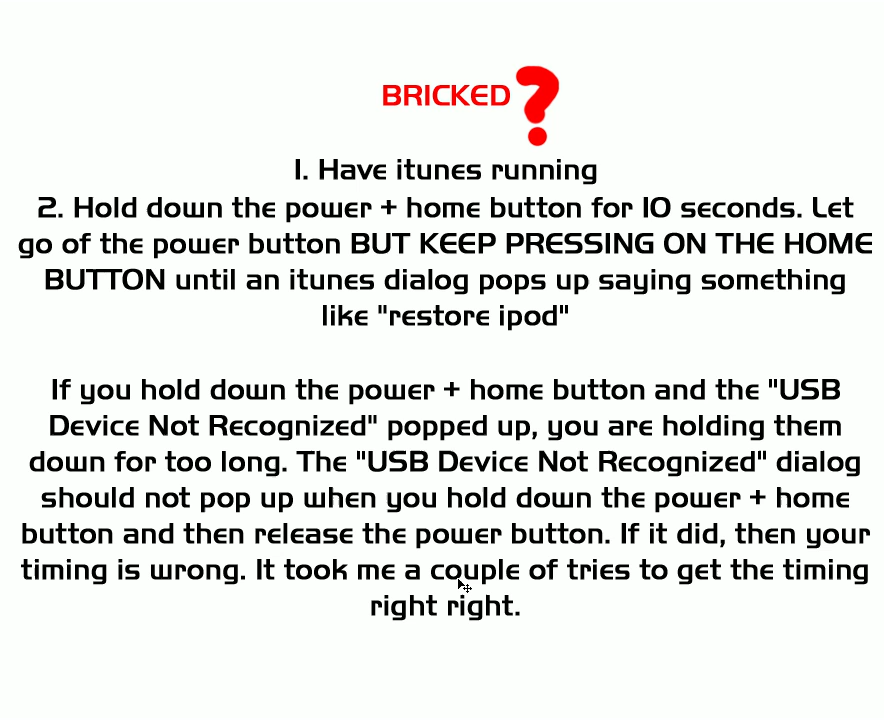 BRICKED?
1. Have itunes running
2. Hold down the power + home button for 10 seconds. Let
go of the power button BUT KEEP PRESSING ON THE HOME
BUTTON until an itunes dialog pops up saying something
like "restore ipod"
If you hold down the power + home button and the "USB
Device Not Recognized" popped up, you are holding them
down for too long. The "USB Device Not Recognized" dialog
should not pop up when you hold down the power + home
button and then release the power button. If it did, then your
timing is wrong. It took me a couple of tries to get the timing
right right.